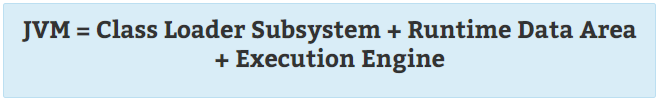 JVM = Class Loader Subsystem + Runtime Data Area
+ Execution Engine